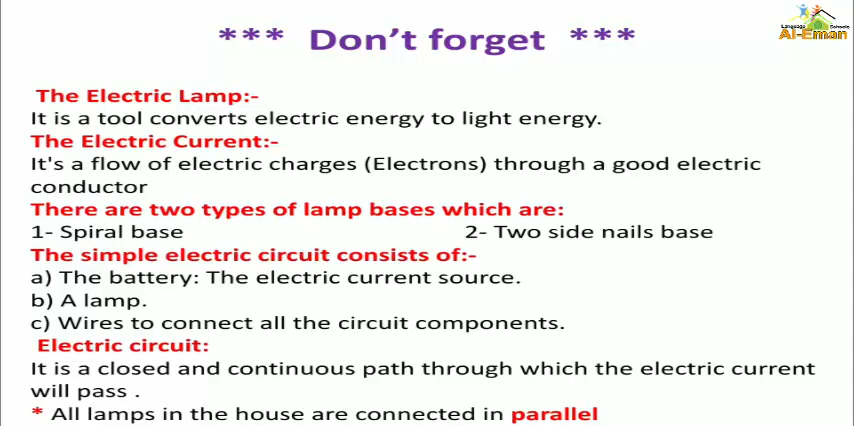 *** Don't forget ***
Language Schools
Al-Eman
The Electric Lamp:-
It is a tool converts electric energy to light energy.
The Electric Current:-
It's a flow of electric charges (Electrons) through a good electric
conductor
There are two types of lamp bases which are:
1- Spiral base 2- Two side nails base
The simple electric circuit consists of:-
a) The battery: The electric current source.
b) A lamp.
c) Wires to connect all the circuit components.
Electric circuit:
It is a closed and continuous path through which the electric current
will pass .
* All lamps in the house are connected in parallel